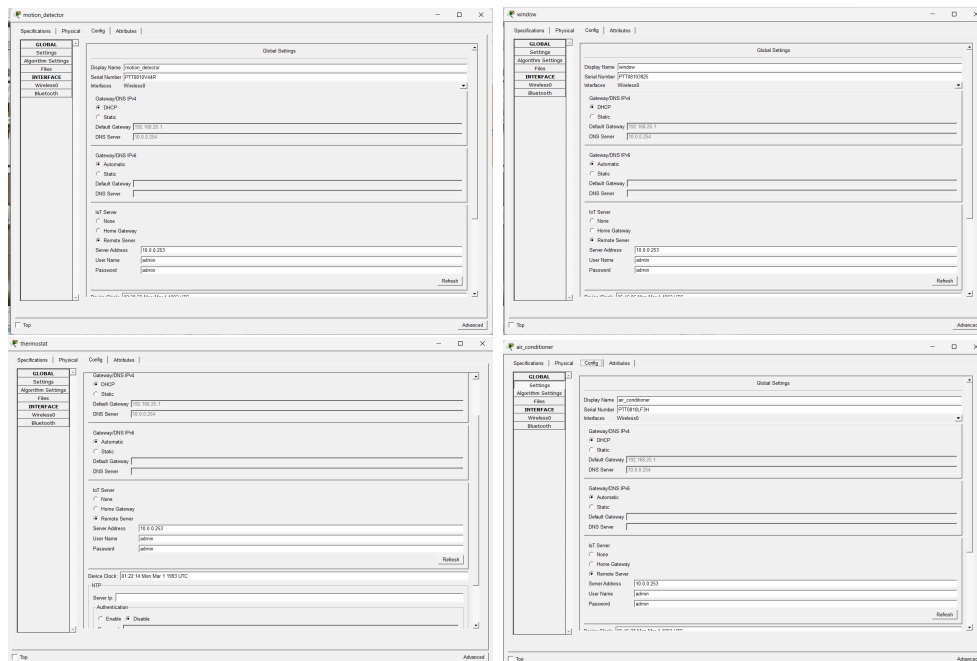 motion_detector
Specifications Physical Config Attributes
GLOBAL
Settings
Algorithm Settings
Files
INTERFACE
Wireless0
Bluetooth
Global Settings
Display Name motion_detector
Serial Number PTT0810V44R
Interfaces Wireless0
Gateway/DNS IPv4
DHCP
Static
Default Gateway 192.168.25.1
DNS Server 10.0.0.254
Gateway/DNS IPv6
Automatic
Static
Default Gateway
DNS Server
IoT Server
None
Home Gateway
Remote Server
Server Address 10.0.0.253
User Name admin
Password admin
Refresh
Top
Advanced
window
Specifications Physical Config Attributes
GLOBAL
Settings
Algorithm Settings
Files
INTERFACE
Wireless0
Bluetooth
Global Settings
Display Name window
Serial Number PTT08103825
Interfaces Wireless0
Gateway/DNS IPv4
DHCP
Static
Default Gateway 192.168.25.1
DNS Server 10.0.0.254
Gateway/DNS IPv6
Automatic
Static
Default Gateway
DNS Server
IoT Server
None
Home Gateway
Remote Server
Server Address 10.0.0.253
User Name admin
Password admin
Refresh
Top
Advanced
thermostat
Specifications Physical Config Attributes
GLOBAL
Settings
Algorithm Settings
Files
INTERFACE
Wireless0
Bluetooth
Gateway/DNS IPv4
DHCP
Static
Default Gateway 192.168.25.1
DNS Server 10.0.0.254
Gateway/DNS IPv6
Automatic
Static
Default Gateway
DNS Server
IoT Server
None
Home Gateway
Remote Server
Server Address 10.0.0.253
User Name admin
Password admin
Refresh
Device Clock: 01:22:14 Mon Mar 1 1993 UTC
NTP
Server Ip:
Authentication
Enable Disable
Top
Advanced
air_conditioner
Specifications Physical Config Attributes
GLOBAL
Settings
Algorithm Settings
Files
INTERFACE
Wireless0
Bluetooth
Global Settings
Display Name air_conditioner
Serial Number PTT0810LF3H
Interfaces Wireless0
Gateway/DNS IPv4
DHCP
Static
Default Gateway 192.168.25.1
DNS Server 10.0.0.254
Gateway/DNS IPv6
Automatic
Static
Default Gateway
DNS Server
IoT Server
None
Home Gateway
Remote Server
Server Address 10.0.0.253
User Name admin
Password admin
Refresh
Top
Advanced